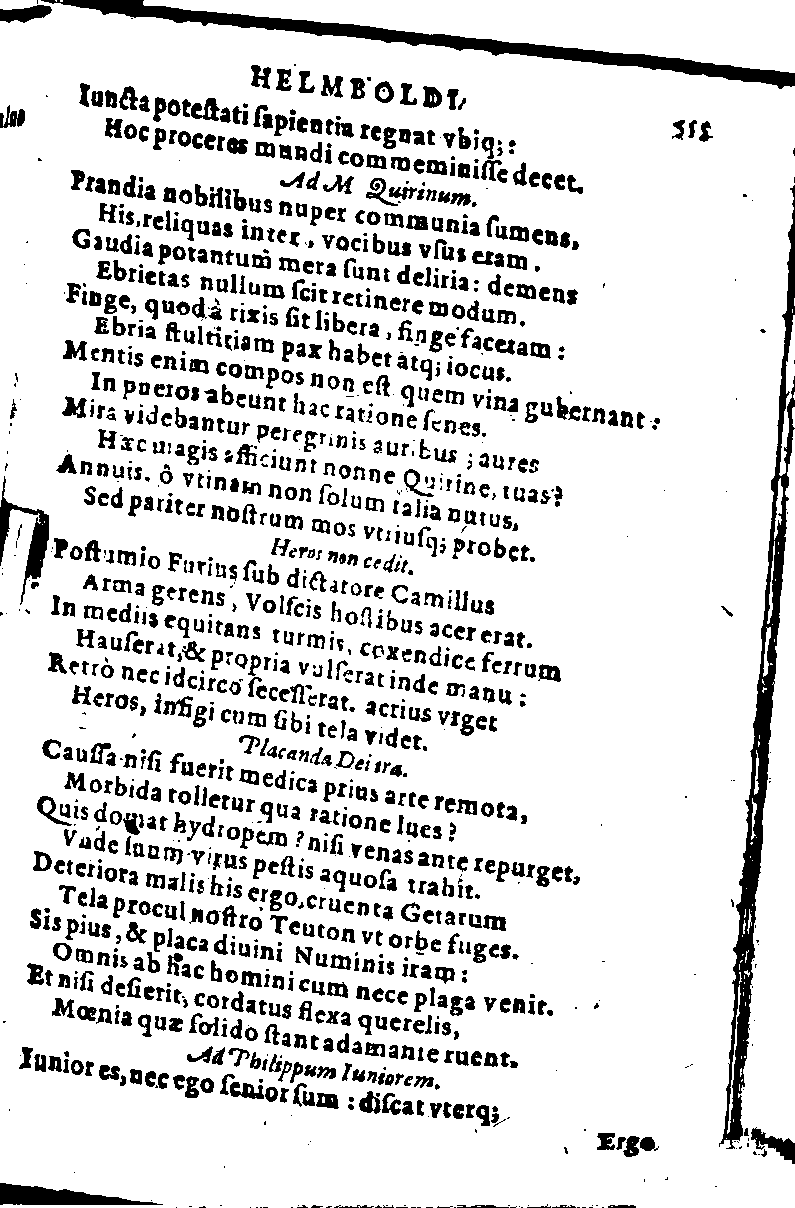 HELMBOLDI,
555
Iuncta potestati ſapientia regnat vbiq;:
Hoc proceres mundi commeminiſſe decet.
Ad M Quirinum.
Prandia nobilibus nuper communia ſumens,
His, reliquas inter, vocibus vſus eram.
Gaudia potantum mera ſunt deliria: demens
Ebrietas nullum ſcit retinere modum.
Finge, quod à rixis ſit libera, finge facetam:
Ebria ſtultitiam pax habet atq; iocus.
Mentis enim compos non eſt quem vina gubernant:
In pueros abeunt hac ratione ſenes.
Mira videbantur peregrinis auribus; aures
Hæc magis afficiunt nonne Quirine, tuas?
Annuis. ô vtinam non ſolum talia nutus,
Sed pariter noſtrum mos vtriuſq; probet.
Heros non cedit.
Poſtumio Furius ſub dictatore Camillus
Arma gerens, Volſcis hoſtibus acer erat.
In mediis equitans turmis, coxendice ferrum
Hauſerat, & propria vulſerat inde manu:
Retrò nec idcirco ſeceſſerat. acrius vrget
Heros, infigi cum ſibi tela videt.
Placanda Dei ira.
Cauſſa niſi fuerit medica prius arte remota,
Morbida tolletur qua ratione lues?
Quis domat hydropem? niſi venas ante repurget,
Vnde ſuum virus peſtis aquoſa trahit.
Deteriora malis his ergo, cruenta Getarum
Tela procul noſtro Teuton vt orbe fuges.
Sis pius, & placa diuini Numinis iram:
Omnis ab hac homini cum nece plaga venit.
Et niſi deſierit, cordatus flexa querelis,
Mœnia quæ ſolido ſtant adamante ruent.
Ad Philippum Iuniorem.
Iunior es, nec ego ſenior ſum: diſcat vterq;
Ergo